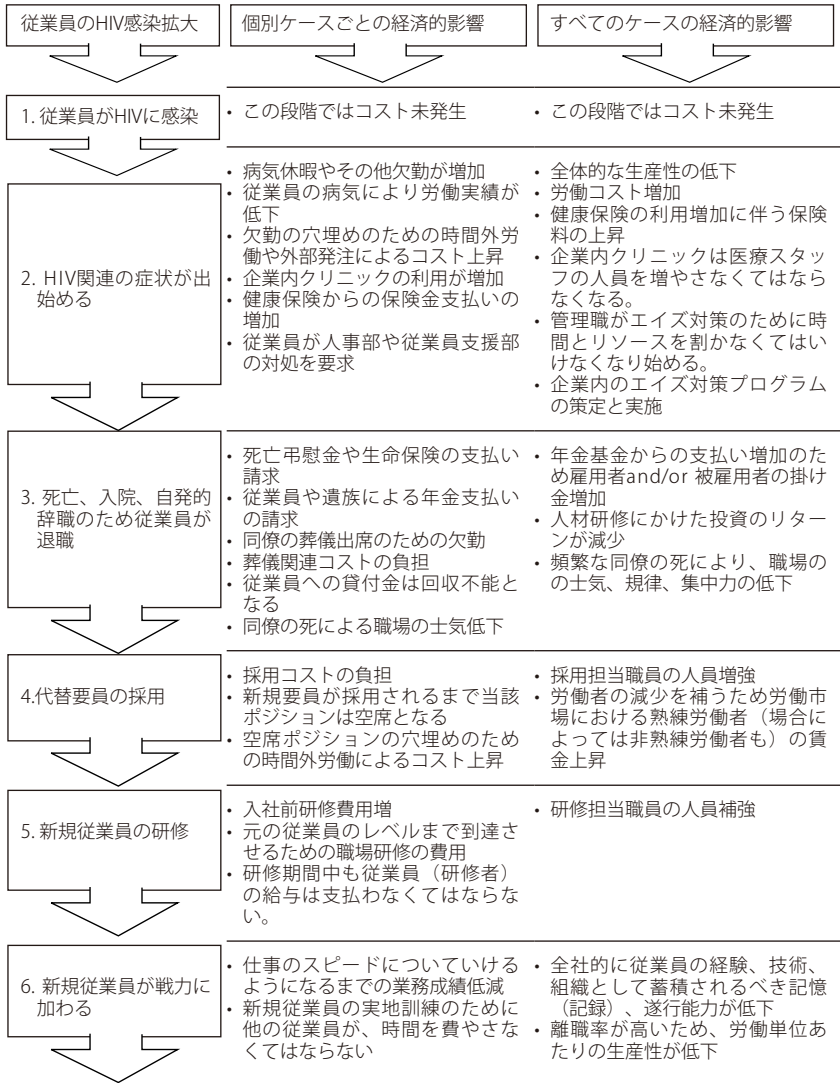 従業員のHIV感染拡大
個別ケースごとの経済的影響
すべてのケースの経済的影響
1. 従業員がHIVに感染
• この段階ではコスト未発生
• この段階ではコスト未発生
2. HIV関連の症状が出
始める
• 病気休暇やその他欠勤が増加
• 従業員の病気により労働実績が
低下
• 欠勤の穴埋めのための時間外労
働や外部発注によるコスト上昇
• 企業内クリニックの利用が増加
• 健康保険からの保険金支払いの
増加
• 従業員が人事部や従業員支援部
の対処を要求
• 全体的な生産性の低下
• 労働コスト増加
• 健康保険の利用増加に伴う保険
料の上昇
• 企業内クリニックは医療スタッ
フの人員を増やさなくてはなら
なくなる。
• 管理職がエイズ対策のために時
間とリソースを割かなくてはい
けなくなり始める。
• 企業内のエイズ対策プログラム
の策定と実施
3. 死亡、入院、自発的
辞職のため従業員が
退職
• 死亡弔慰金や生命保険の支払い
請求
• 従業員や遺族による年金支払い
の請求
• 同僚の葬儀出席のための欠勤
• 葬儀関連コストの負担
• 従業員への貸付金は回収不能と
なる
• 同僚の死による職場の士気低下
• 年金基金からの支払い増加のた
め雇用者and/or 被雇用者の掛け
金増加
• 人材研修にかけた投資のリター
ンが減少
• 頻繁な同僚の死により、職場の
の士気、規律、集中力の低下
4.代替要員の採用
• 採用コストの負担
• 新規要員が採用されるまで当該
ポジションは空席となる
• 空席ポジションの穴埋めのため
の時間外労働によるコスト上昇
• 採用担当職員の人員増強
• 労働者の減少を補うため労働市
場における熟練労働者（場合に
よっては非熟練労働者も）の賃
金上昇
5. 新規従業員の研修
• 入社前研修費用増
• 元の従業員のレベルまで到達さ
せるための職場研修の費用
• 研修期間中も従業員（研修者）
の給与は支払わなくてはならな
い。
• 研修担当職員の人員補強
6. 新規従業員が戦力に
加わる
• 仕事のスピードについていける
ようになるまでの業務成績低減
• 新規従業員の実地訓練のために
他の従業員が、時間を費やさな
くてはならない
• 全社的に従業員の経験、技術、
組織として蓄積されるべき記憶
（記録）、遂行能力が低下
• 離職率が高いため、労働単位あ
たりの生産性が低下